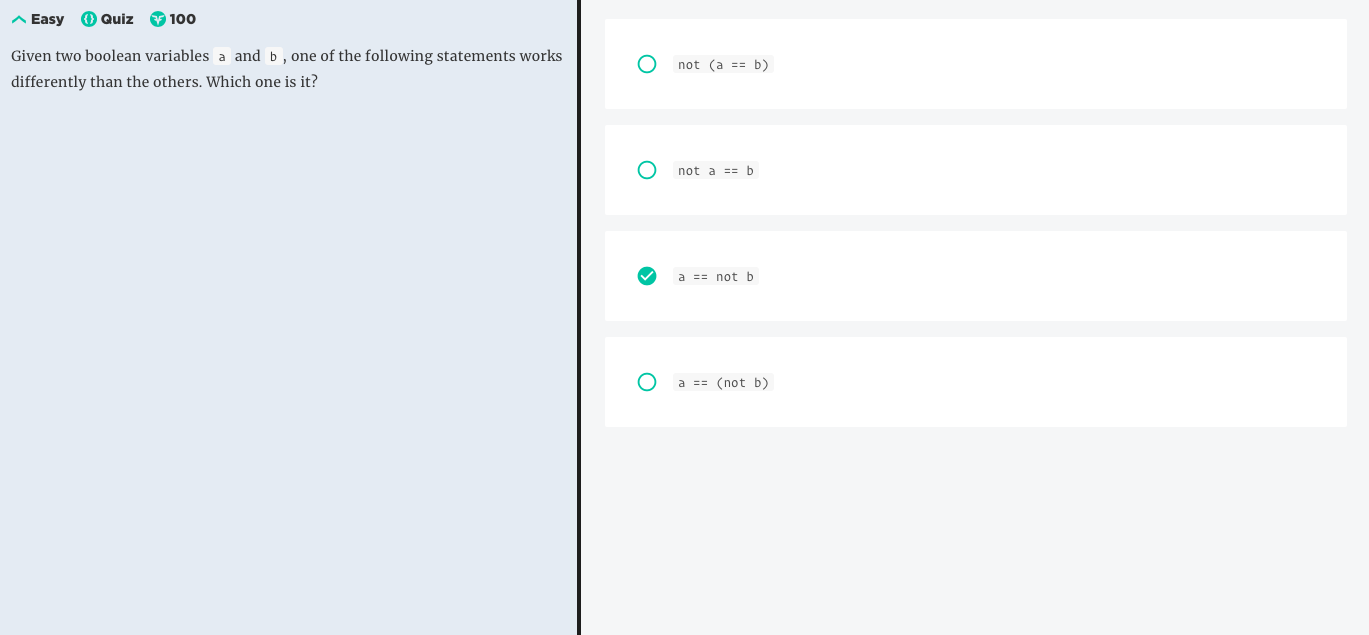 Easy Quiz 100
Given two boolean variables a and b, one of the following statements works
differently than the others. Which one is it?
not (a == b)
not a == b
a == not b
a == (not b)